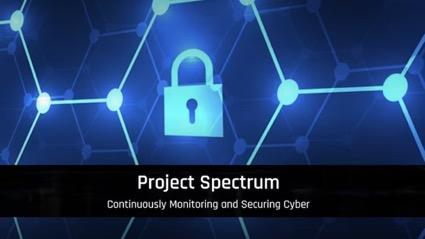 Project Spectrum
Continuously Monitoring and Securing Cyber